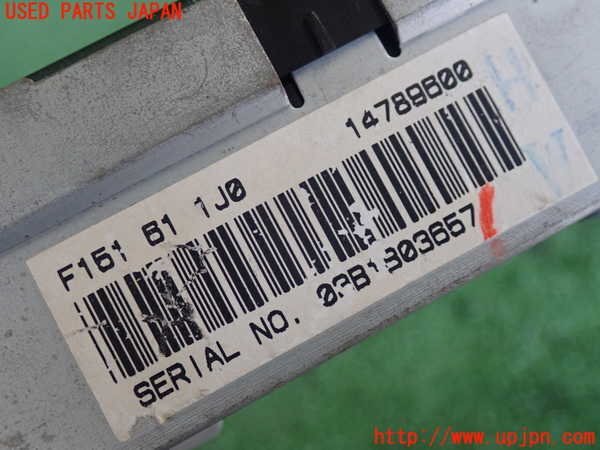 USED PARTS JAPAN
14789600
F151 B1 1J0
SERIAL NO.
http://www.upjpn.com